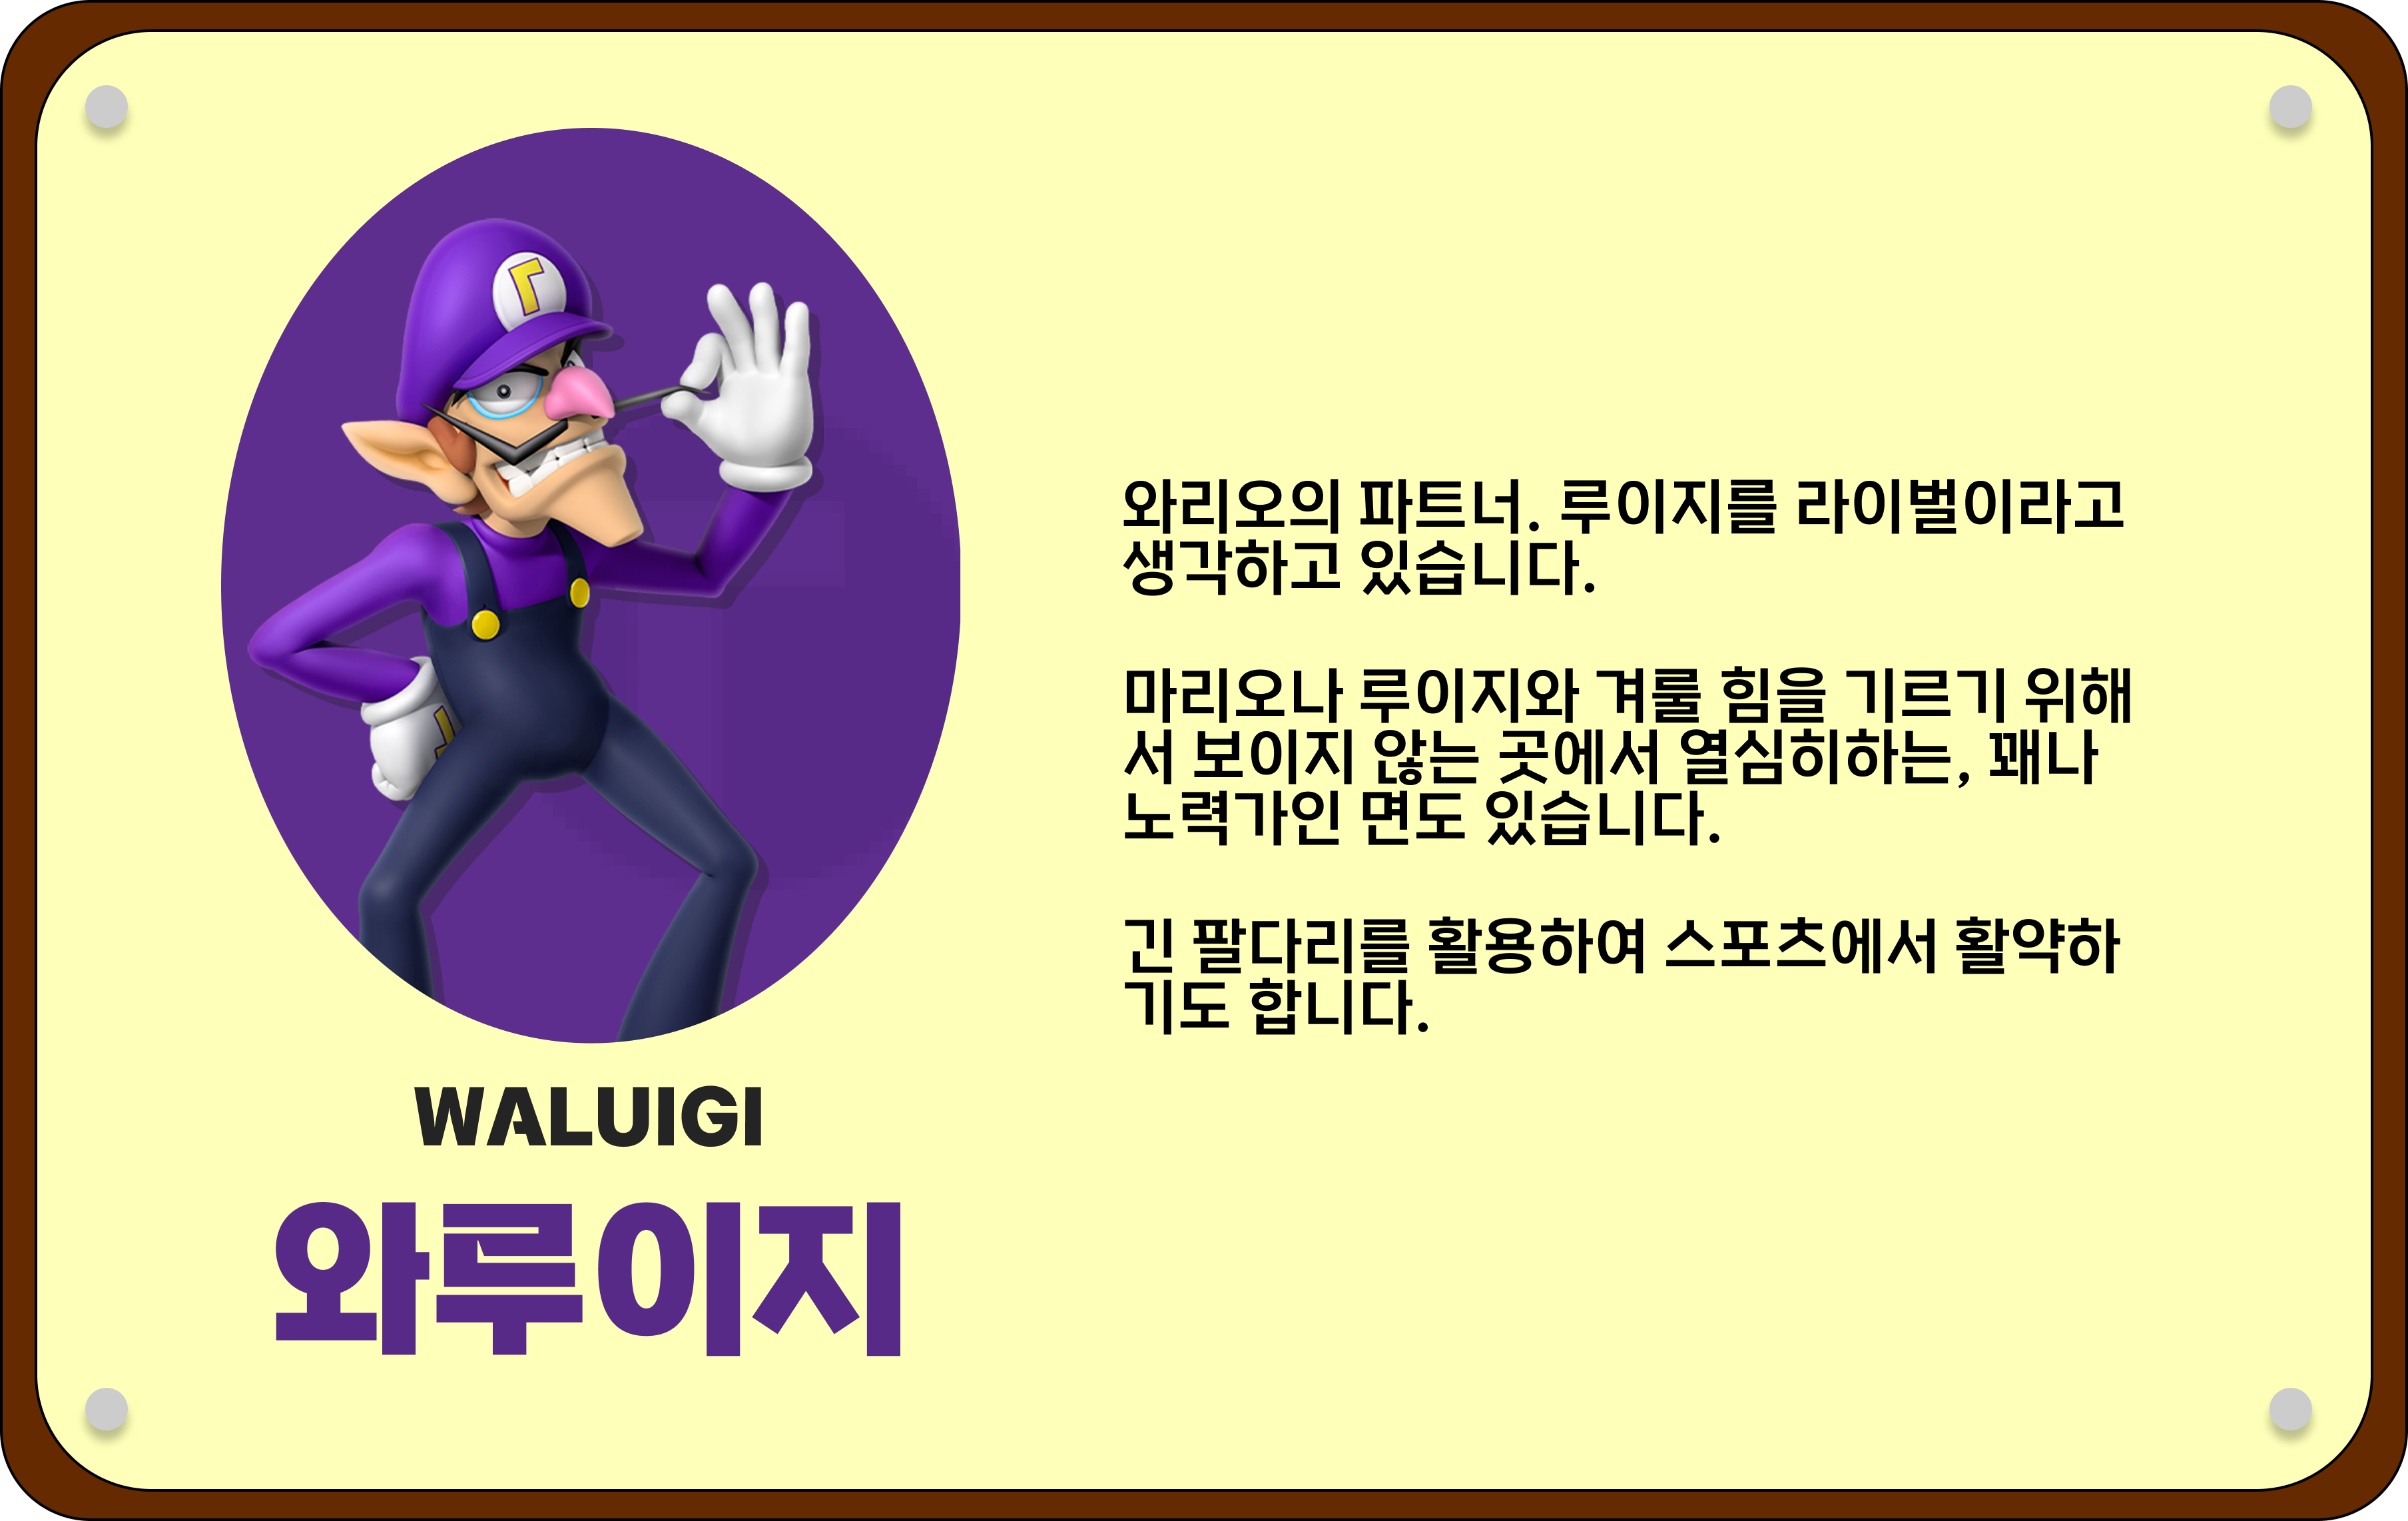 WALUIGI
와루이지
와리오의 파트너. 루이지를 라이벌이라고
생각하고 있습니다.
마리오나 루이지와 겨룰 힘을 기르기 위해
서 보이지 않는 곳에서 열심히하는, 꽤나
노력가인 면도 있습니다.
긴 팔다리를 활용하여 스포츠에서 활약하
기도 합니다.